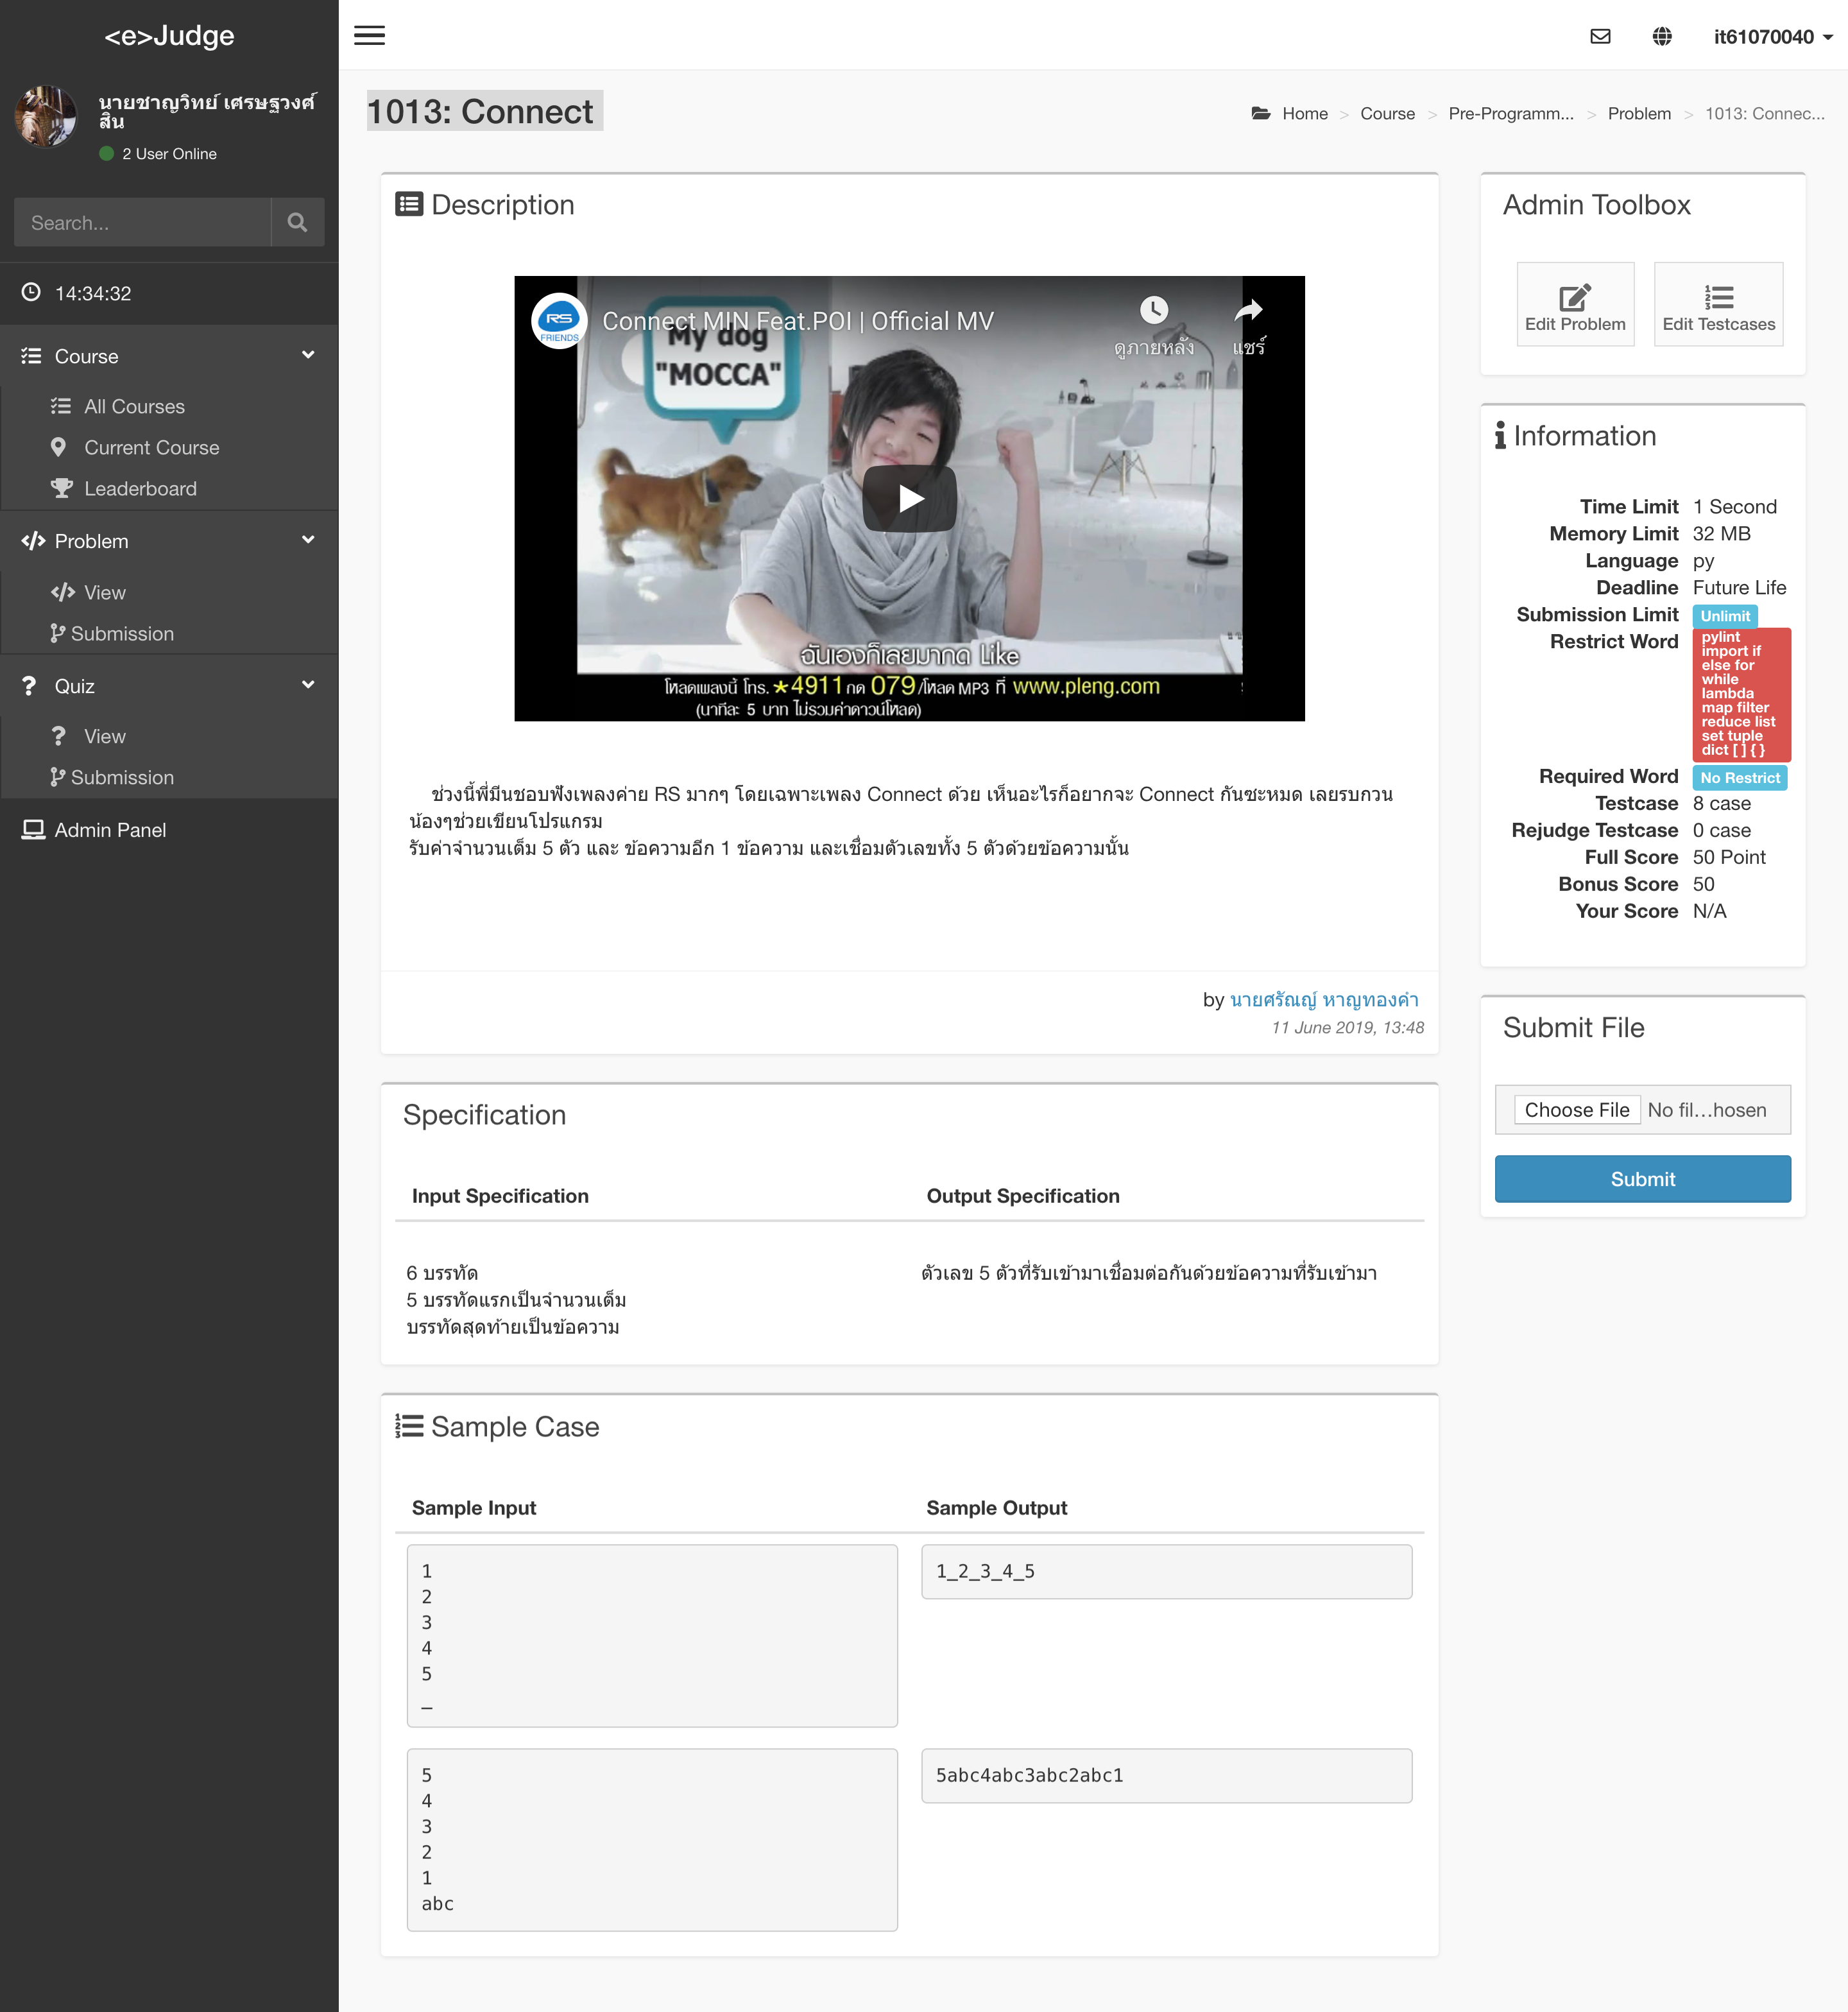 <e>Judge
it61070040
นายชาญวิทย์ เศรษฐวงศ์
สิน
2 User Online
Search...
14:34:32
Course
All Courses
Current Course
Leaderboard
Problem
View
Submission
Quiz
View
Submission
Admin Panel
1013: Connect
Home > Course > Pre-Programm... > Problem > 1013: Connec...
Description
RS
FRIENDS
Connect MIN Feat.POI | Official MV
ดูภายหลัง
แชร์
My dog
"MOCCA"
ฉันเองก็เลยมากด Like
โหลดเพลงนี้ โทร. *4911 กด 079 /โหลด MP3 ที่ www.pleng.com
(นาทีละ 5 บาท ไม่รวมค่าดาวน์โหลด)
ช่วงนี้พี่มีนชอบฟังเพลงค่าย RS มากๆ โดยเฉพาะเพลง Connect ด้วย เห็นอะไรก็อยากจะ Connect กันซะหมด เลยรบกวน
น้องๆช่วยเขียนโปรแกรม
รับค่าจำนวนเต็ม 5 ตัว และ ข้อความอีก 1 ข้อความ และเชื่อมตัวเลขทั้ง 5 ตัวด้วยข้อความนั้น
by นายศรัณญ์ หาญทองคำ
11 June 2019, 13:48
Specification
Input Specification
Output Specification
6 บรรทัด
5 บรรทัดแรกเป็นจำนวนเต็ม
บรรทัดสุดท้ายเป็นข้อความ
ตัวเลข 5 ตัวที่รับเข้ามาเชื่อมต่อกันด้วยข้อความที่รับเข้ามา
Sample Case
Sample Input
Sample Output
1
2
3
4
5
_
1_2_3_4_5
5
4
3
2
1
abc
5abc4abc3abc2abc1
Admin Toolbox
Edit Problem
Edit Testcases
Information
Time Limit 1 Second
Memory Limit 32 MB
Language py
Deadline Future Life
Submission Limit Unlimit
Restrict Word pylint
import if
else for
while
lambda
map filter
reduce list
set tuple
dict [ ] { }
Required Word No Restrict
Testcase 8 case
Rejudge Testcase 0 case
Full Score 50 Point
Bonus Score 50
Your Score N/A
Submit File
Choose File No fil...hosen
Submit